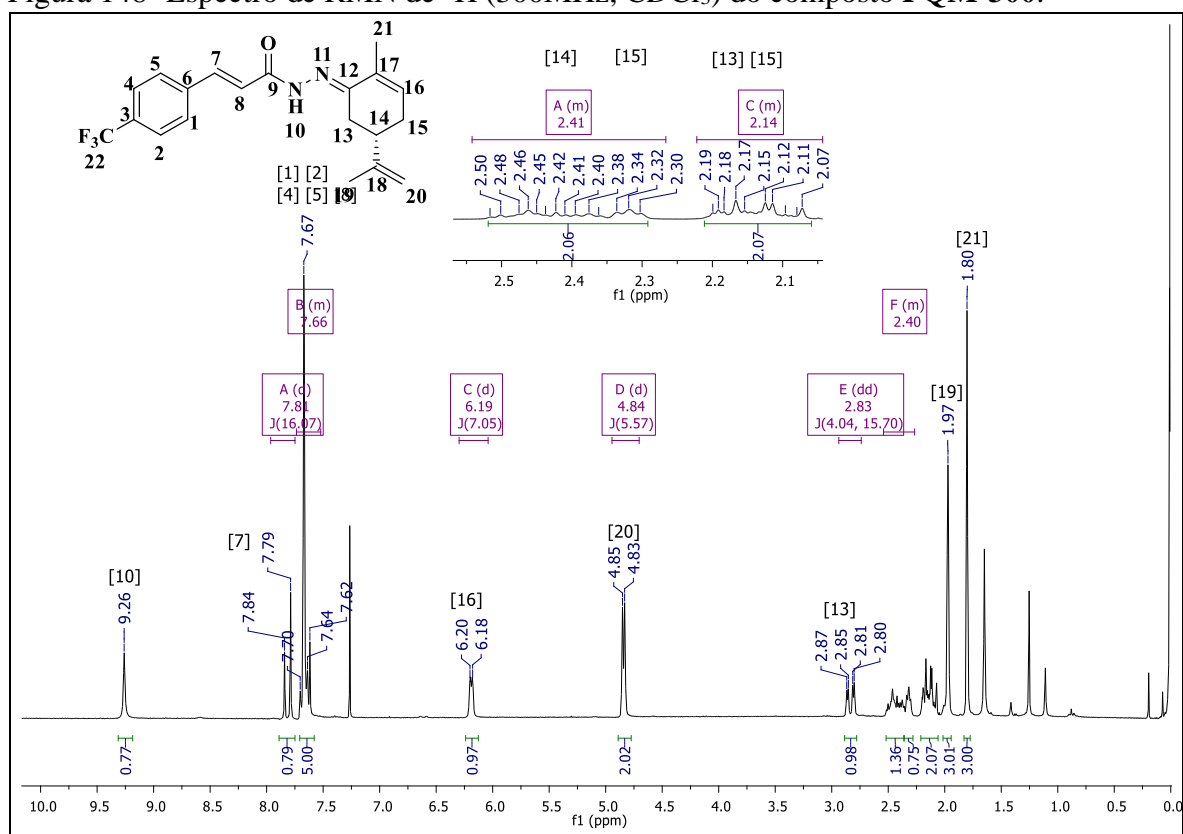 Figura 148- Espectro de RMN de ¹H (300MHz, CDCl₃) do composto PQM-300.
21
O
[14] [15] [13] [15]
7 11
5 N 12 17
4 6 9 N 16
8 H 14
3 1 10 13 15
F₃C 2
22 18 20
[1] [2] 19
[4] [5] [8]
A (m)
2.41
C (m)
2.14
2.50 2.48 2.46 2.45 2.42 2.41 2.40 2.38 2.34 2.32 2.30
2.19 2.18 2.17 2.15 2.12 2.11 2.07
2.06 2.07
2.5 2.4 2.3 2.2 2.1
f1 (ppm)
7.67
[21]
1.80
B (m)
7.66
F (m)
2.40
A (d)
7.81
J(16.07)
C (d)
6.19
J(7.05)
D (d)
4.84
J(5.57)
E (dd)
2.83
J(4.04, 15.70)
[19]
1.97
[10]
9.26
[7]
7.84 7.79 7.70 7.64 7.62
[16]
6.20 6.18
[20]
4.85 4.83
[13]
2.87 2.85 2.81 2.80
0.77 0.79 5.00 0.97 2.02 0.98 1.36 0.75 2.07 3.01 3.00
10.0 9.5 9.0 8.5 8.0 7.5 7.0 6.5 6.0 5.5 5.0 4.5 4.0 3.5 3.0 2.5 2.0 1.5 1.0 0.5 0.0
f1 (ppm)